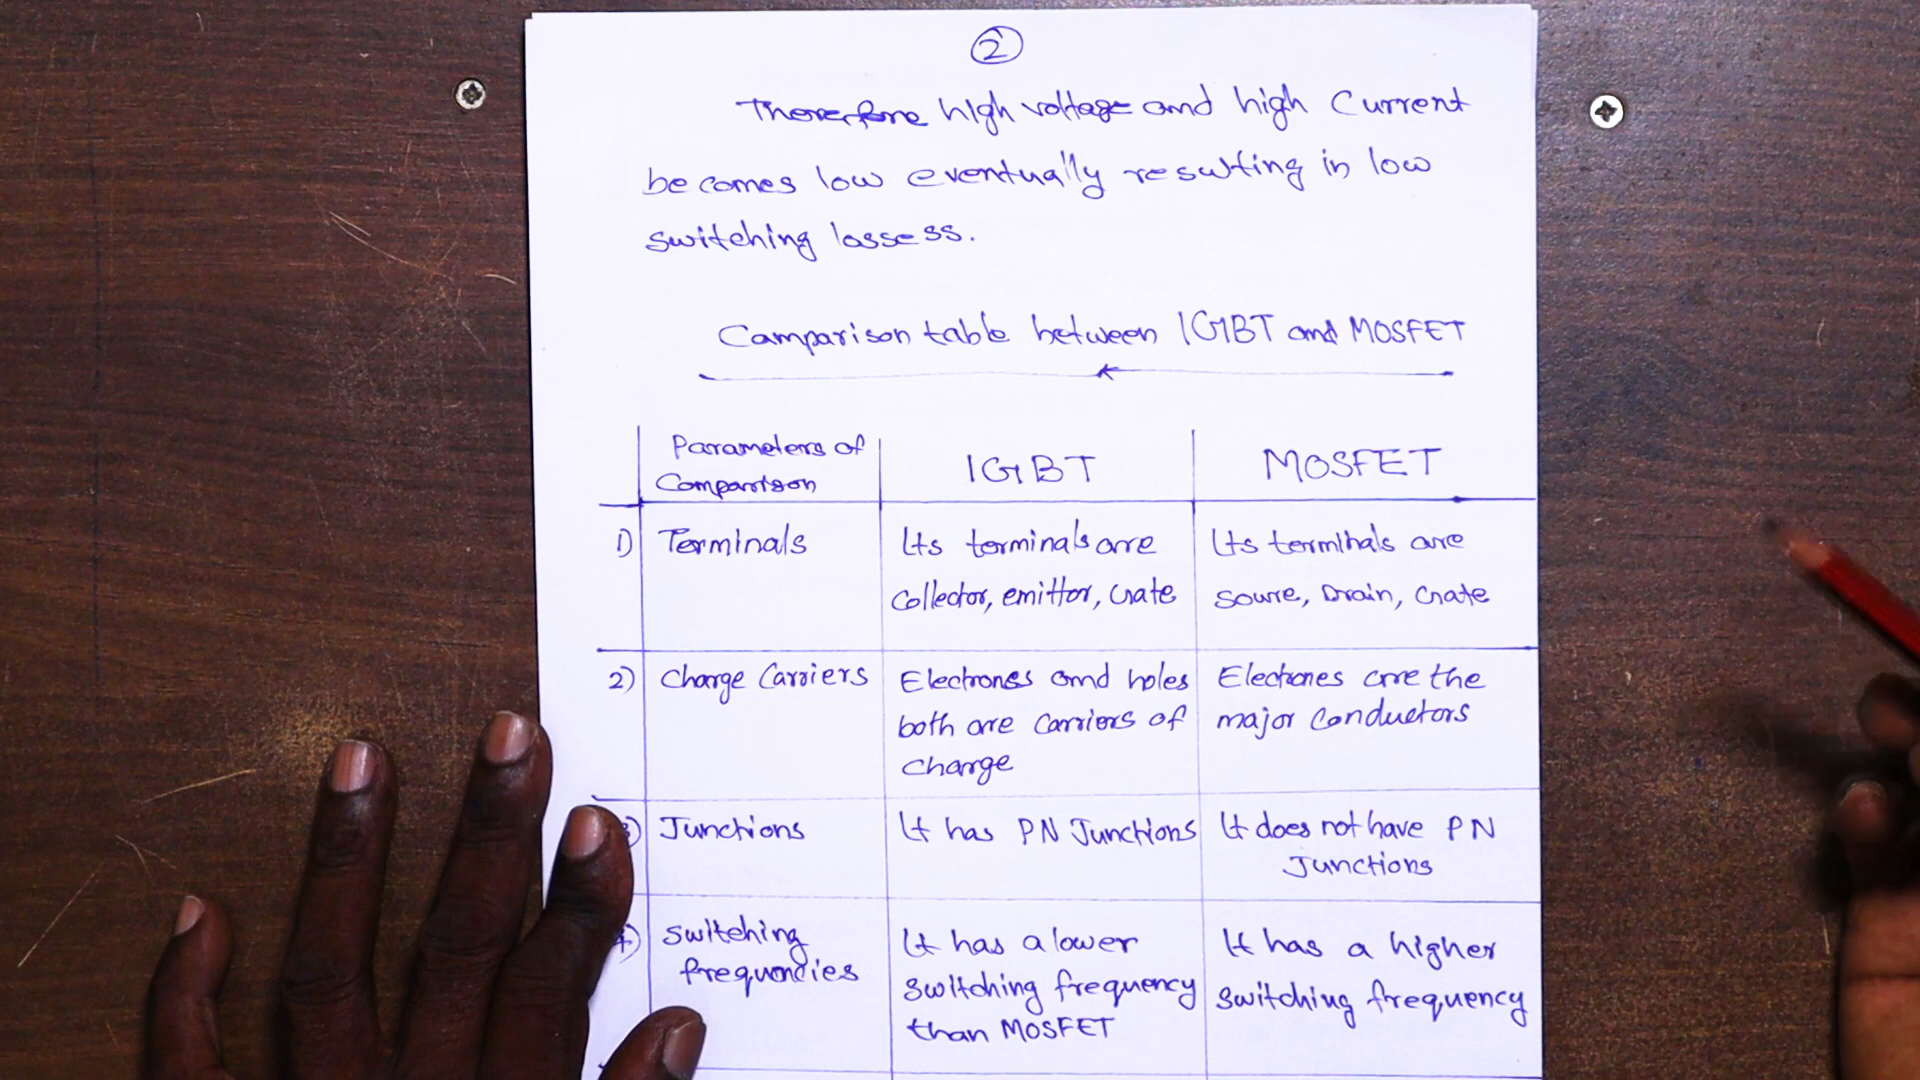 2
Therefore high voltage and high Current
becomes low eventually resulting in low
switching lossess.
Comparison table between IGBT and MOSFET
Parameters of
Comparison
IGBT
MOSFET
1) Terminals
Its terminals are
Collector, emittor, Gate
Its terminals are
Sourse, Drain, Gate
2) Charge Carriers
Electrones and holes
both are Carriers of
charge
Electrones are the
major Conductors
3) Junctions
It has PN Junctions
It does not have PN
Junctions
4) Switching
frequencies
It has a lower
switching frequency
than MOSFET
It has a higher
switching frequency